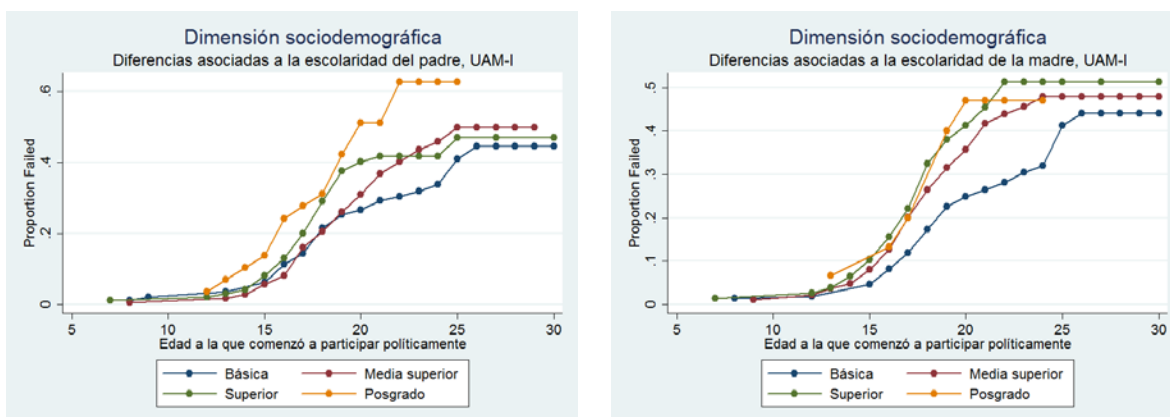 Dimensión sociodemográfica
Diferencias asociadas a la escolaridad del padre, UAM-I
Proportion Failed
.6
.4
.2
0
5 10 15 20 25 30
Edad a la que comenzó a participar políticamente
Básica Media superior
Superior Posgrado
Dimensión sociodemográfica
Diferencias asociadas a la escolaridad de la madre, UAM-I
Proportion Failed
.5
.4
.3
.2
.1
0
5 10 15 20 25 30
Edad a la que comenzó a participar políticamente
Básica Media superior
Superior Posgrado